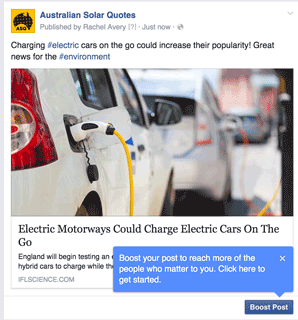 Australian Solar Quotes
ASQ
Published by Rachel Avery [?] · Just now ·
Charging #electric cars on the go could increase their popularity! Great
news for the #environment
Electric Motorways Could Charge Electric Cars On The
Go
England will begin testing an
hybrid cars to charge while th
Boost your post to reach more of the
people who matter to you. Click here to
get started.
IFLSCIENCE.COM
Boost Post